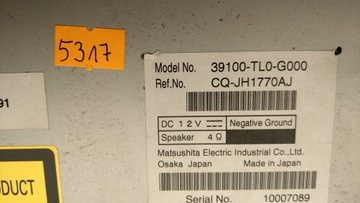 5317
Model No. 39100-TL0-G000
Ref.No. CQ-JH1770AJ
91
DC 12V Negative Ground
Speaker 4Ω
Matsushita Electric Industrial Co.,Ltd.
Osaka Japan Made in Japan
ODUCT
Serial No. 10007089